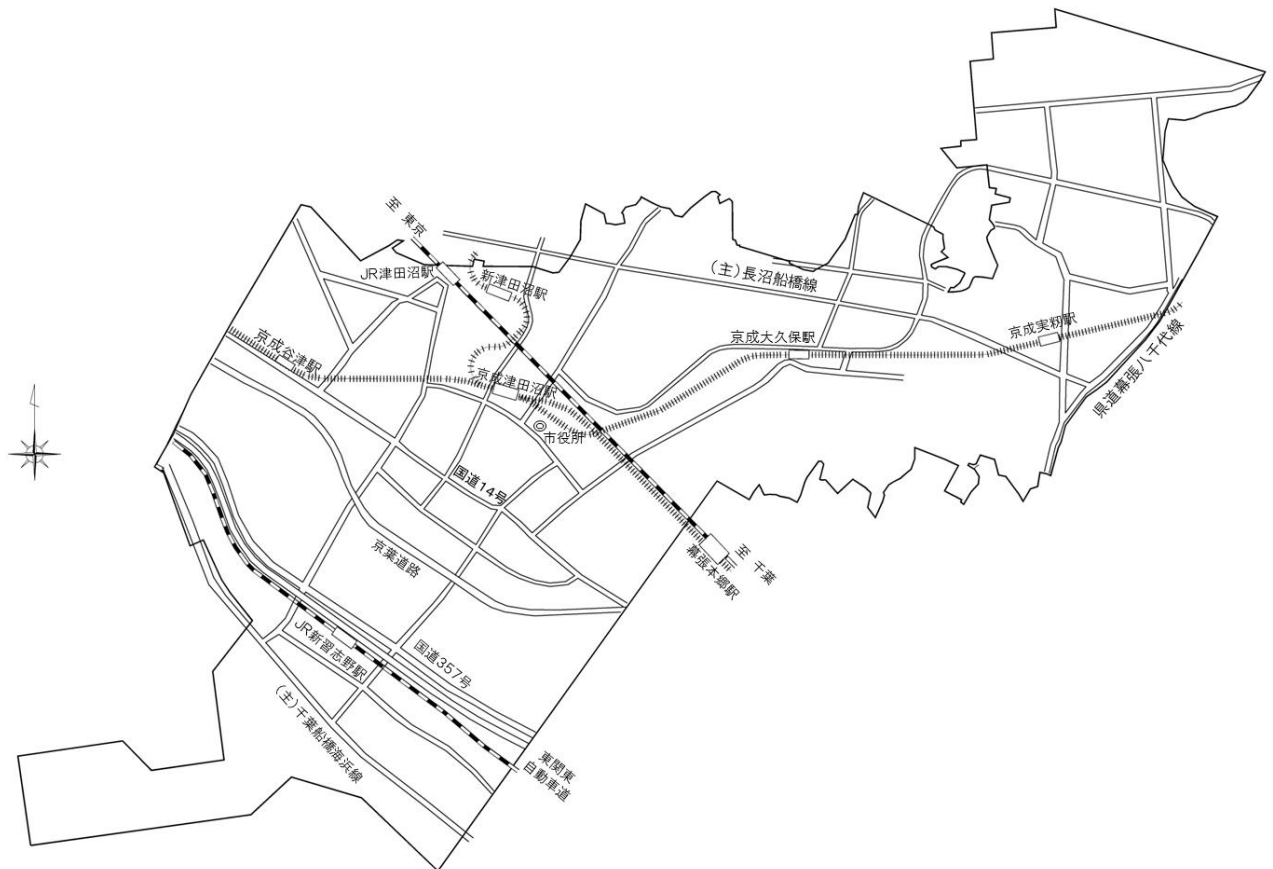 至 東京
JR津田沼駅
新津田沼駅
(主)長沼船橋線
京成大久保駅
京成実籾駅
県道幕張八千代線
京成谷津駅
京成津田沼駅
市役所
国道14号
京葉道路
幕張本郷駅
至 千葉
JR新習志野駅
国道357号
(主)千葉船橋海浜線
東関東
自動車道